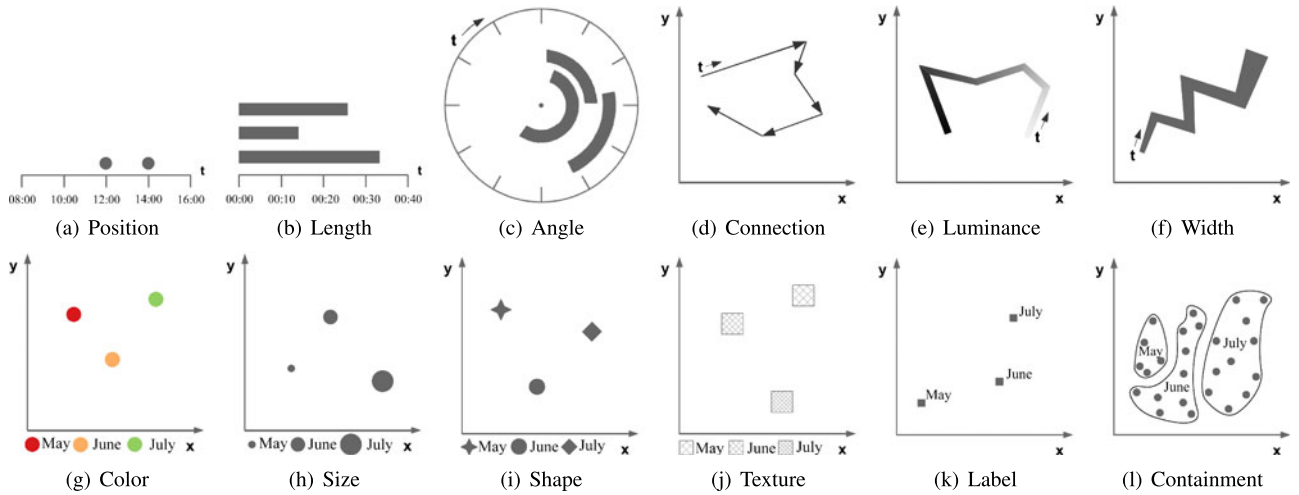 t
08:00 10:00 12:00 14:00 16:00
(a) Position
t
00:00 00:10 00:20 00:30 00:40
(b) Length
t
(c) Angle
y
t
x
(d) Connection
y
t
x
(e) Luminance
y
t
x
(f) Width
y
May June July x
(g) Color
y
May June July x
(h) Size
y
May June July x
(i) Shape
y
May June July x
(j) Texture
y
July
June
May
x
(k) Label
y
May
July
June
x
(l) Containment